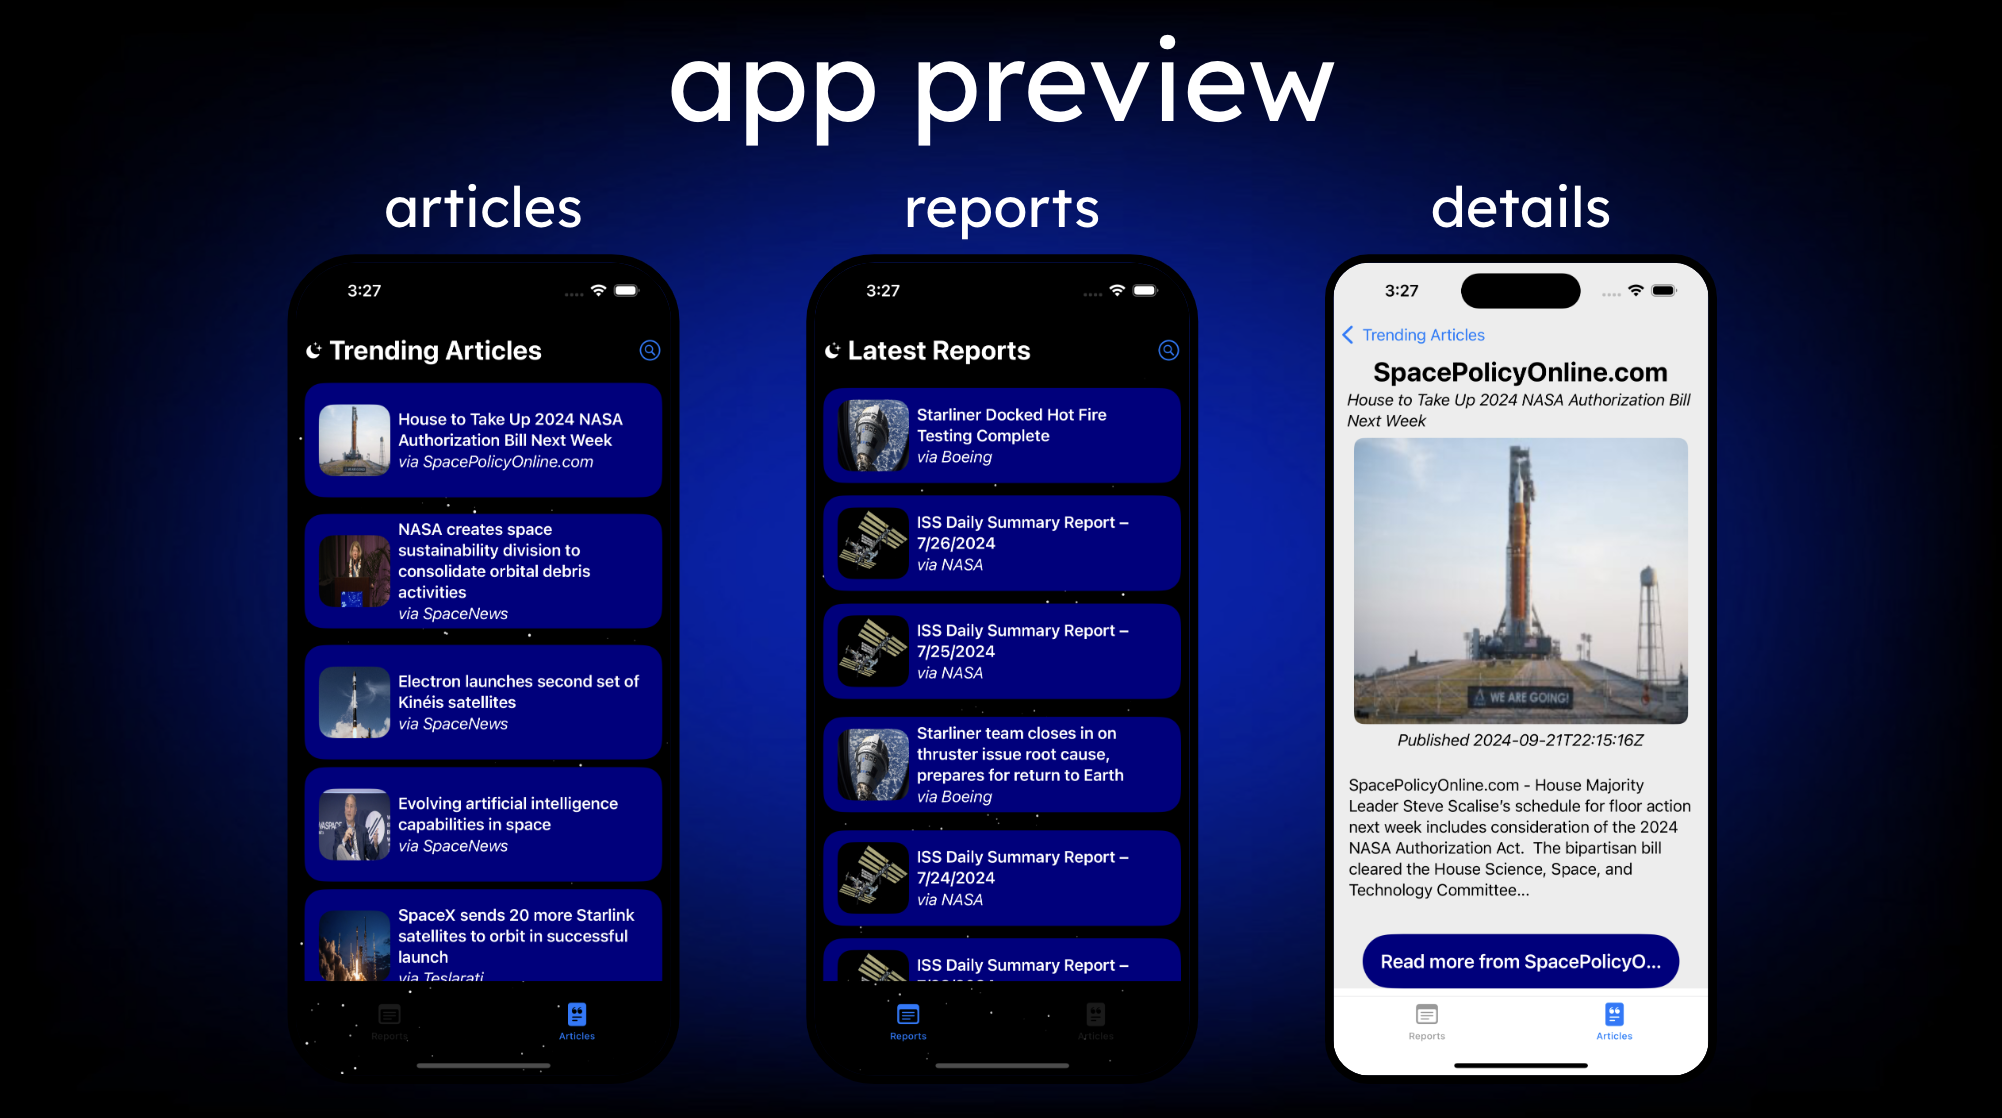 app preview
articles
3:27
Trending Articles
House to Take Up 2024 NASA
Authorization Bill Next Week
via SpacePolicyOnline.com
NASA creates space
sustainability division to
consolidate orbital debris
activities
via SpaceNews
Electron launches second set of
Kinéis satellites
via SpaceNews
Evolving artificial intelligence
capabilities in space
via SpaceNews
SpaceX sends 20 more Starlink
satellites to orbit in successful
launch
via Teslarati
Reports
Articles
reports
3:27
Latest Reports
Starliner Docked Hot Fire
Testing Complete
via Boeing
ISS Daily Summary Report –
7/26/2024
via NASA
ISS Daily Summary Report –
7/25/2024
via NASA
Starliner team closes in on
thruster issue root cause,
prepares for return to Earth
via Boeing
ISS Daily Summary Report –
7/24/2024
via NASA
ISS Daily Summary Report –
Reports
Articles
details
3:27
Trending Articles
SpacePolicyOnline.com
House to Take Up 2024 NASA Authorization Bill
Next Week
WE ARE GOING!
Published 2024-09-21T22:15:16Z
SpacePolicyOnline.com - House Majority
Leader Steve Scalise’s schedule for floor action
next week includes consideration of the 2024
NASA Authorization Act.  The bipartisan bill
cleared the House Science, Space, and
Technology Committee...
Read more from SpacePolicyO...
Reports
Articles